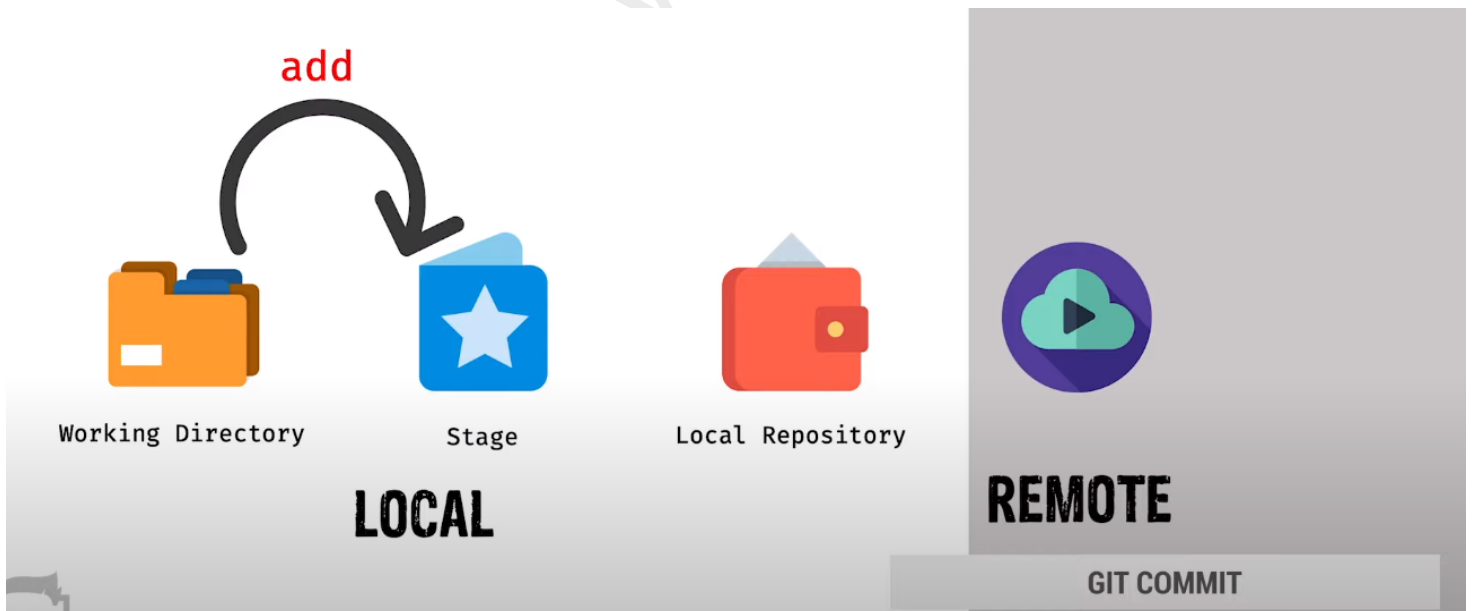 add
Working Directory
Stage
Local Repository
LOCAL
REMOTE
GIT COMMIT